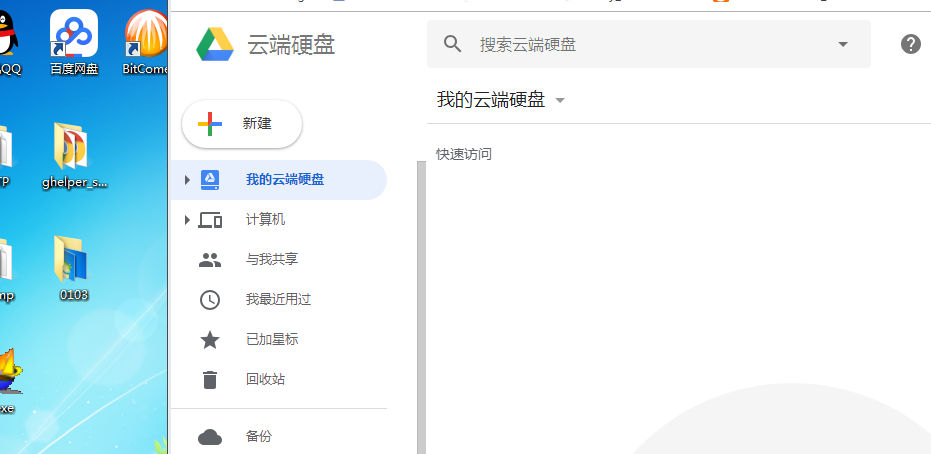 QQ
百度网盘
BitCome
ghelper_s...
0103
云端硬盘
搜索云端硬盘
新建
我的云端硬盘
快速访问
我的云端硬盘
计算机
与我共享
我最近用过
已加星标
回收站
备份